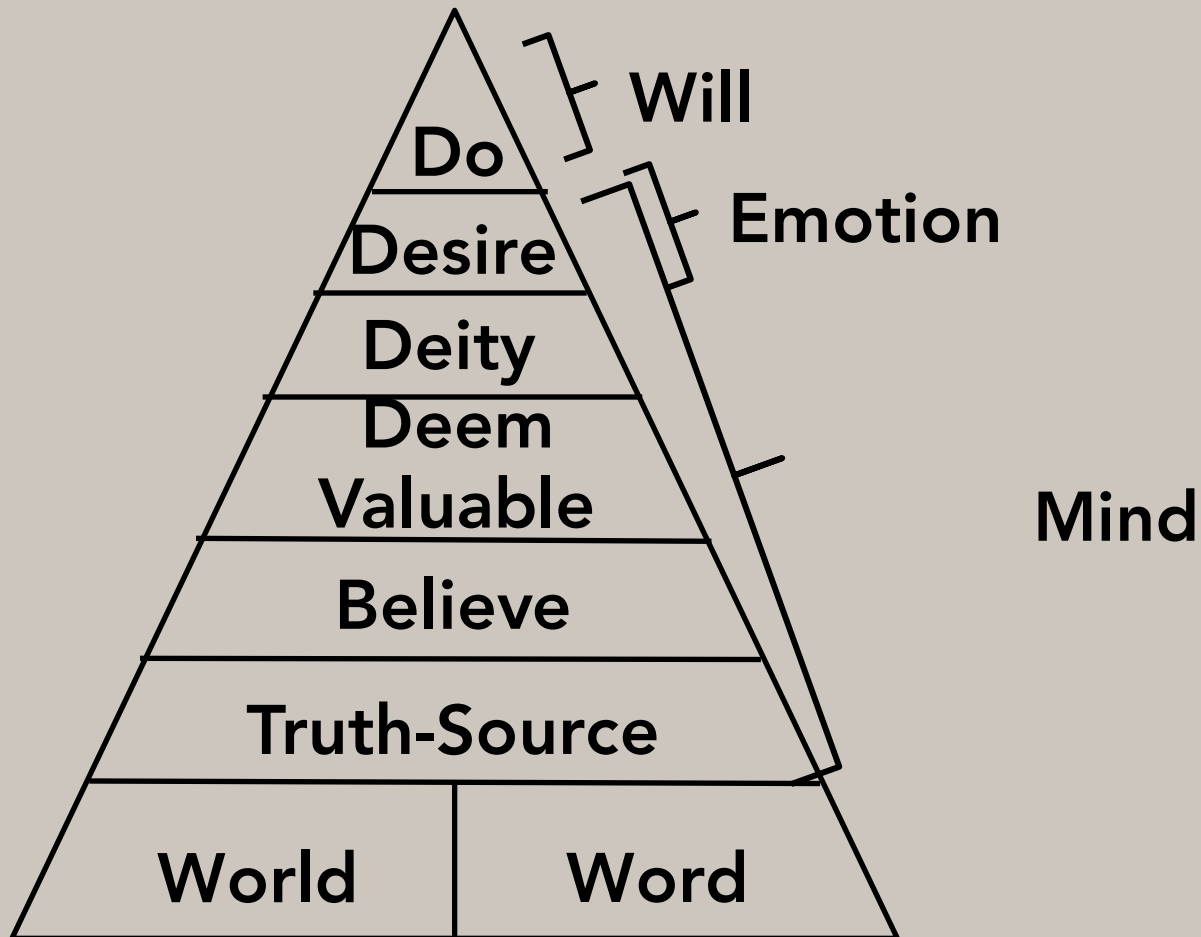 Will
Do
Emotion
Desire
Deity
Deem
Valuable
Mind
Believe
Truth-Source
World
Word